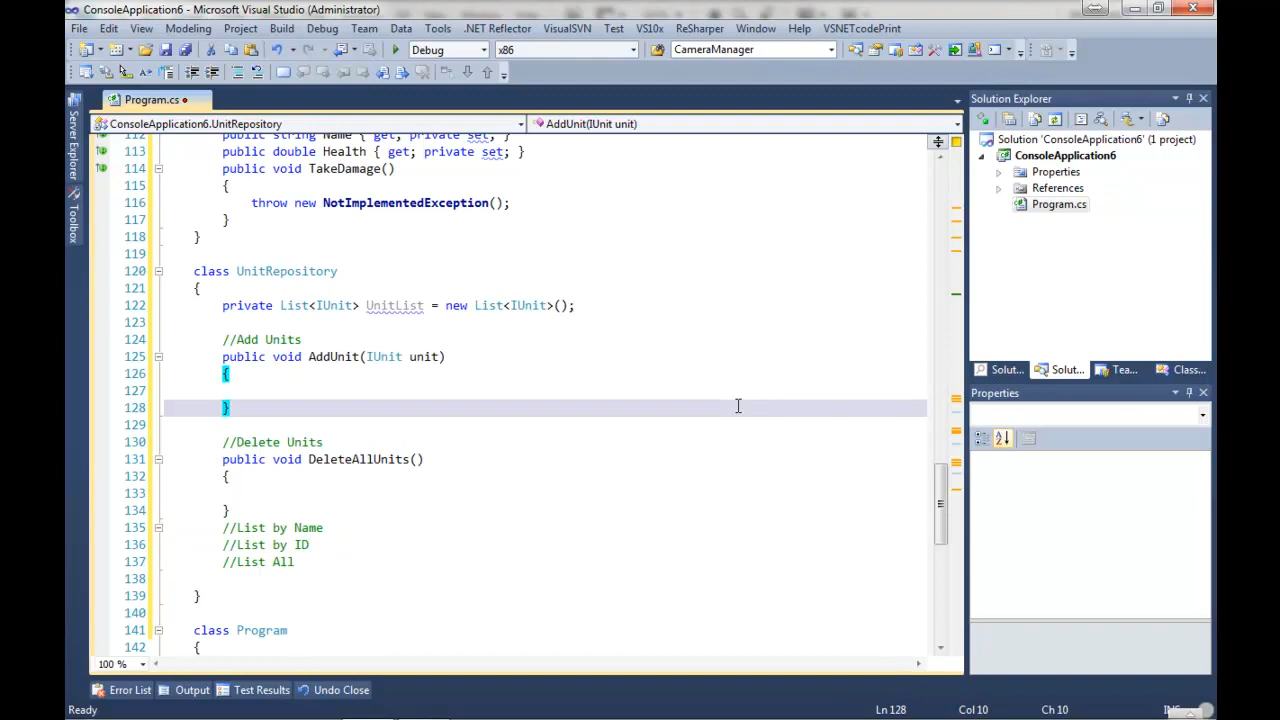 ConsoleApplication6 - Microsoft Visual Studio (Administrator)
File Edit View Modeling Project Build Debug Team Data Tools .NET Reflector VisualSVN Test VS10x ReSharper Window Help VSNETcodePrint
Debug x86 CameraManager
Program.cs
ConsoleApplication6.UnitRepository AddUnit(IUnit unit)
112 public string Name { get; private set; }
113 public double Health { get; private set; }
114 public void TakeDamage()
115 {
116 throw new NotImplementedException();
117 }
118 }
119
120 class UnitRepository
121 {
122 private List<IUnit> UnitList = new List<IUnit>();
123
124 //Add Units
125 public void AddUnit(IUnit unit)
126 {
127
128 }
129
130 //Delete Units
131 public void DeleteAllUnits()
132 {
133
134 }
135 //List by Name
136 //List by ID
137 //List All
138
139 }
140
141 class Program
142 {
100 %
Server Explorer
Toolbox
Solution Explorer
Solution 'ConsoleApplication6' (1 project)
ConsoleApplication6
Properties
References
Program.cs
Solut... Solut... Tea... Class...
Properties
Error List Output Test Results Undo Close
Ready Ln 128 Col 10 Ch 10